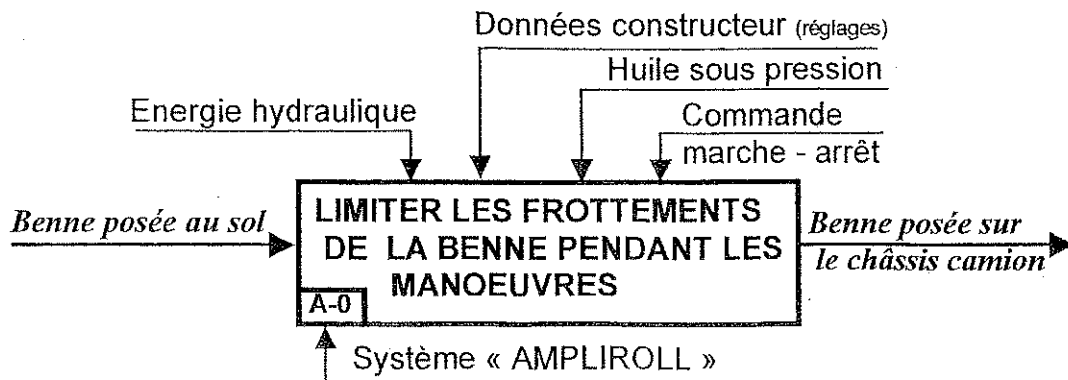 Données constructeur (réglages)
Huile sous pression
Energie hydraulique
Commande
marche - arrêt
Benne posée au sol
LIMITER LES FROTTEMENTS
DE LA BENNE PENDANT LES
MANOEUVRES
A-0
Benne posée sur
le châssis camion
Système « AMPLIROLL »